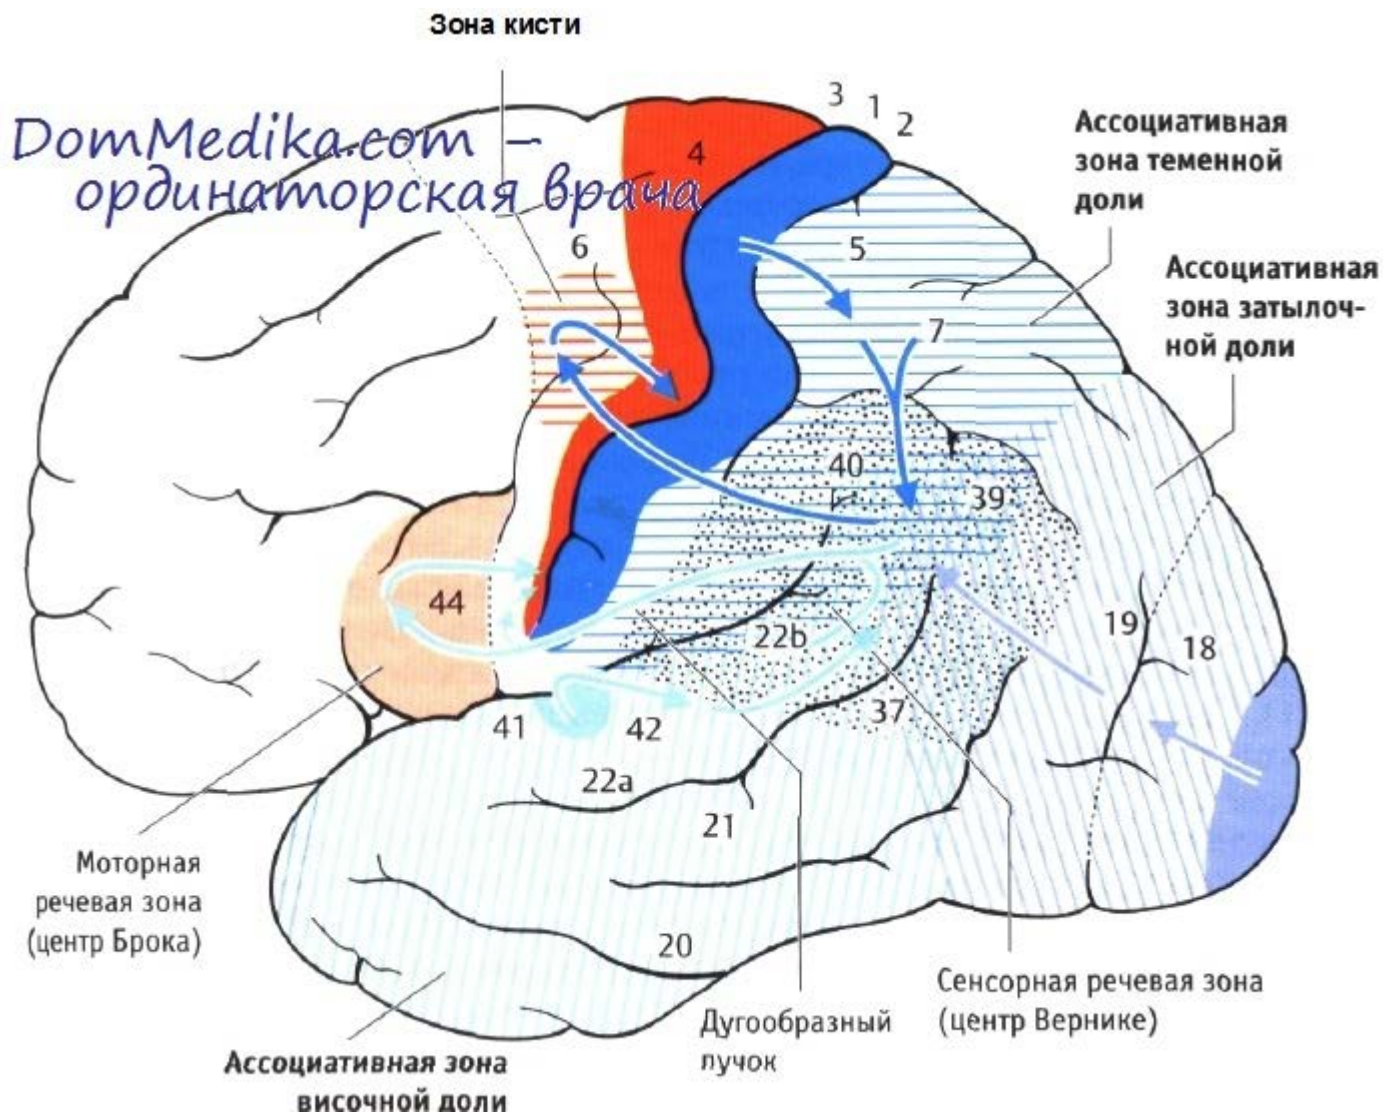 Зона кисти
DomMedika.com –
ординаторская врача
3
1
2
4
Ассоциативная
зона теменной
доли
6
5
Ассоциативная
зона затылоч-
ной доли
7
40
39
44
22b
19
18
37
41
42
22a
21
Моторная
речевая зона
(центр Брока)
20
Сенсорная речевая зона
(центр Вернике)
Дугообразный
пучок
Ассоциативная зона
височной доли